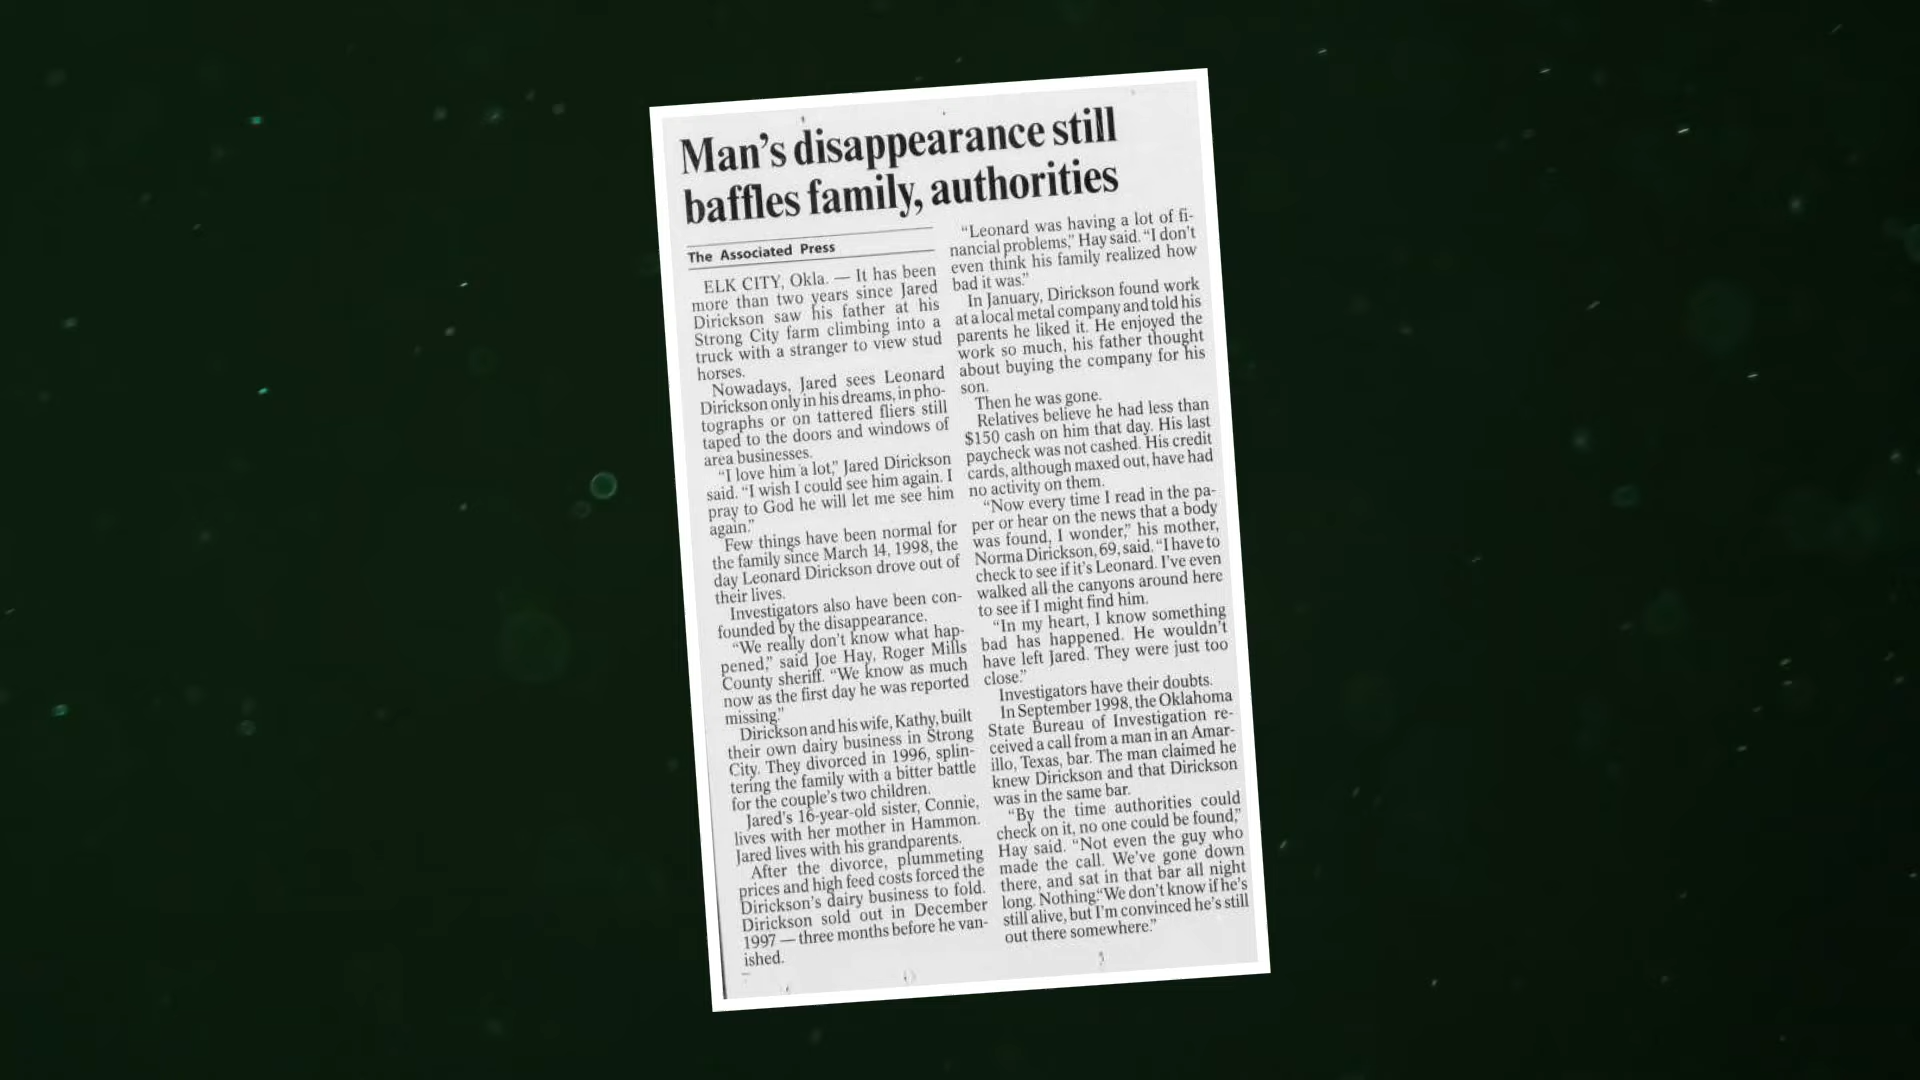 Man's disappearance still
baffles family, authorities
The Associated Press
ELK CITY, Okla. — It has been
more than two years since Jared
Dirickson saw his father at his
Strong City farm climbing into a
truck with a stranger to view stud
horses.
Nowadays, Jared sees Leonard
Dirickson only in his dreams, in pho-
tographs or on tattered fliers still
taped to the doors and windows of
area businesses.
"I love him a lot," Jared Dirickson
said. "I wish I could see him again. I
pray to God he will let me see him
again."
Few things have been normal for
the family since March 14, 1998, the
day Leonard Dirickson drove out of
their lives.
Investigators also have been con-
founded by the disappearance.
"We really don't know what hap-
pened," said Joe Hay, Roger Mills
County sheriff. "We know as much
now as the first day he was reported
missing."
Dirickson and his wife, Kathy, built
their own dairy business in Strong
City. They divorced in 1996, splin-
tering the family with a bitter battle
for the couple's two children.
Jared's 16-year-old sister, Connie,
lives with her mother in Hammon.
Jared lives with his grandparents.
After the divorce, plummeting
prices and high feed costs forced the
Dirickson's dairy business to fold.
Dirickson sold out in December
1997 — three months before he van-
ished.
"Leonard was having a lot of fi-
nancial problems," Hay said. "I don't
even think his family realized how
bad it was."
In January, Dirickson found work
at a local metal company and told his
parents he liked it. He enjoyed the
work so much, his father thought
about buying the company for his
son.
Then he was gone.
Relatives believe he had less than
$150 cash on him that day. His last
paycheck was not cashed. His credit
cards, although maxed out, have had
no activity on them.
"Now every time I read in the pa-
per or hear on the news that a body
was found, I wonder," his mother,
Norma Dirickson, 69, said. "I have to
check to see if it's Leonard. I've even
walked all the canyons around here
to see if I might find him.
"In my heart, I know something
bad has happened. He wouldn't
have left Jared. They were just too
close."
Investigators have their doubts.
In September 1998, the Oklahoma
State Bureau of Investigation re-
ceived a call from a man in an Amar-
illo, Texas, bar. The man claimed he
knew Dirickson and that Dirickson
was in the same bar.
"By the time authorities could
check on it, no one could be found,"
Hay said. "Not even the guy who
made the call. We've gone down
there, and sat in that bar all night
long. Nothing."We don't know if he's
still alive, but I'm convinced he's still
out there somewhere."